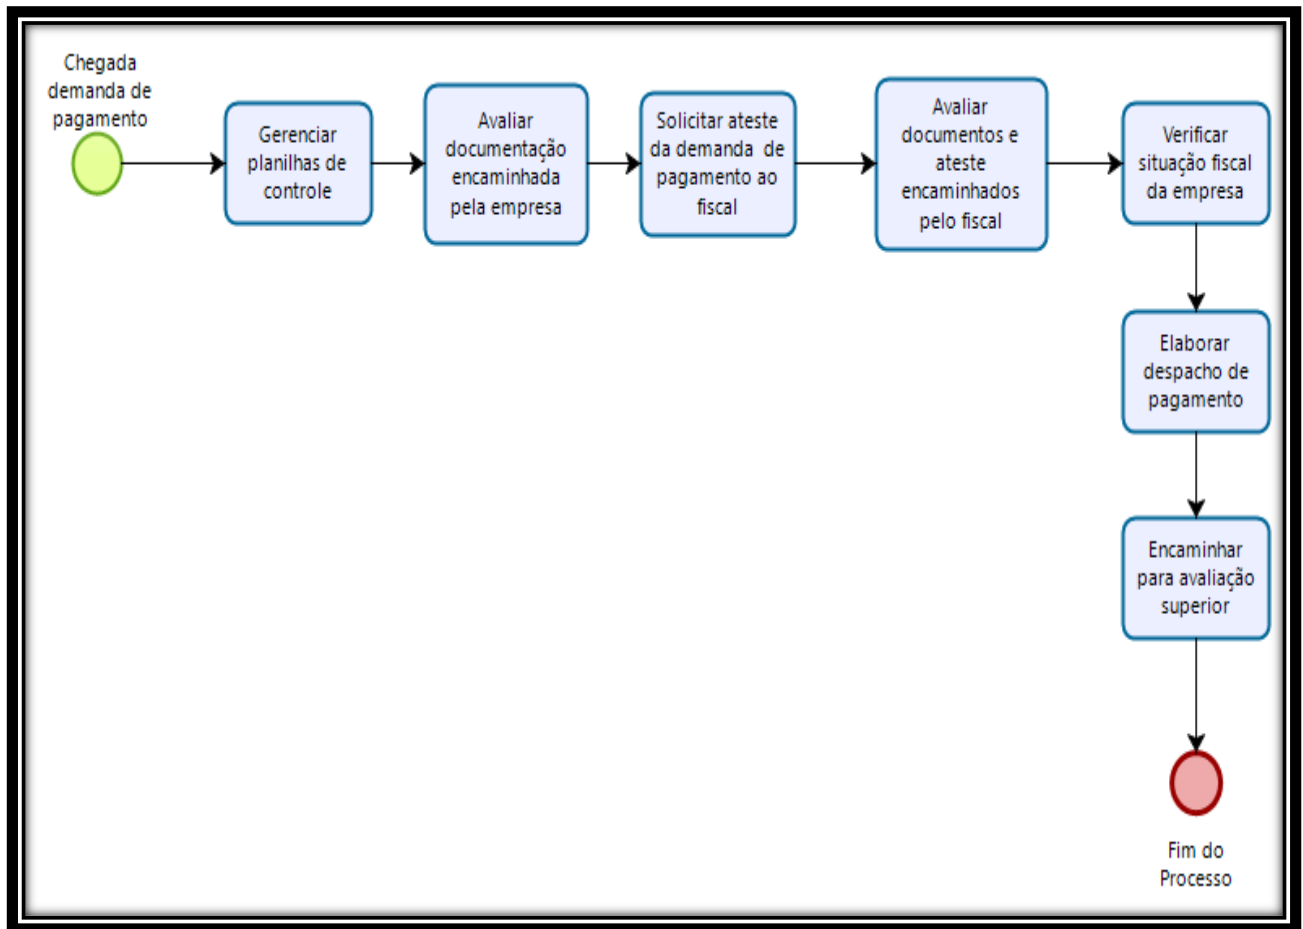 Chegada
demanda de
pagamento
Gerenciar
planilhas de
controle
Avaliar
documentação
encaminhada
pela empresa
Solicitar ateste
da demanda de
pagamento ao
fiscal
Avaliar
documentos e
ateste
encaminhados
pelo fiscal
Verificar
situação fiscal
da empresa
Elaborar
despacho de
pagamento
Encaminhar
para avaliação
superior
Fim do
Processo